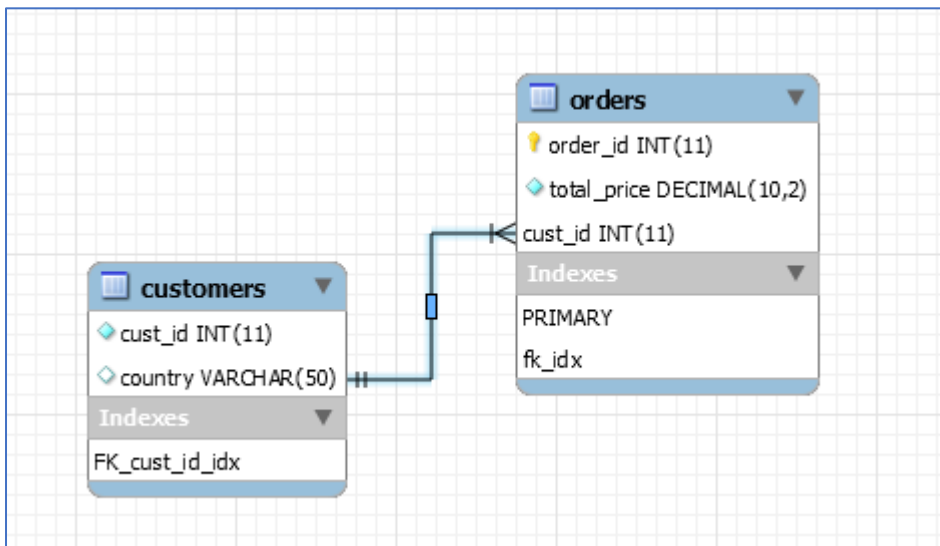 orders
order_id INT(11)
total_price DECIMAL(10,2)
cust_id INT(11)
Indexes
PRIMARY
fk_idx
customers
cust_id INT(11)
country VARCHAR(50)
Indexes
FK_cust_id_idx